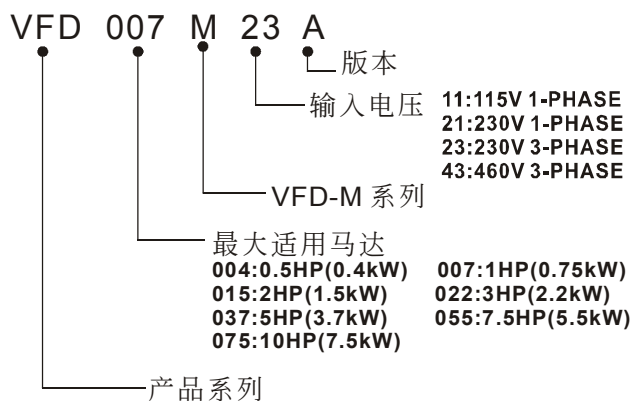 VFD 007 M 23 A
版本
输入电压
11:115V 1-PHASE
21:230V 1-PHASE
23:230V 3-PHASE
43:460V 3-PHASE
VFD-M 系列
最大适用马达
004:0.5HP(0.4kW) 007:1HP(0.75kW)
015:2HP(1.5kW) 022:3HP(2.2kW)
037:5HP(3.7kW) 055:7.5HP(5.5kW)
075:10HP(7.5kW)
产品系列